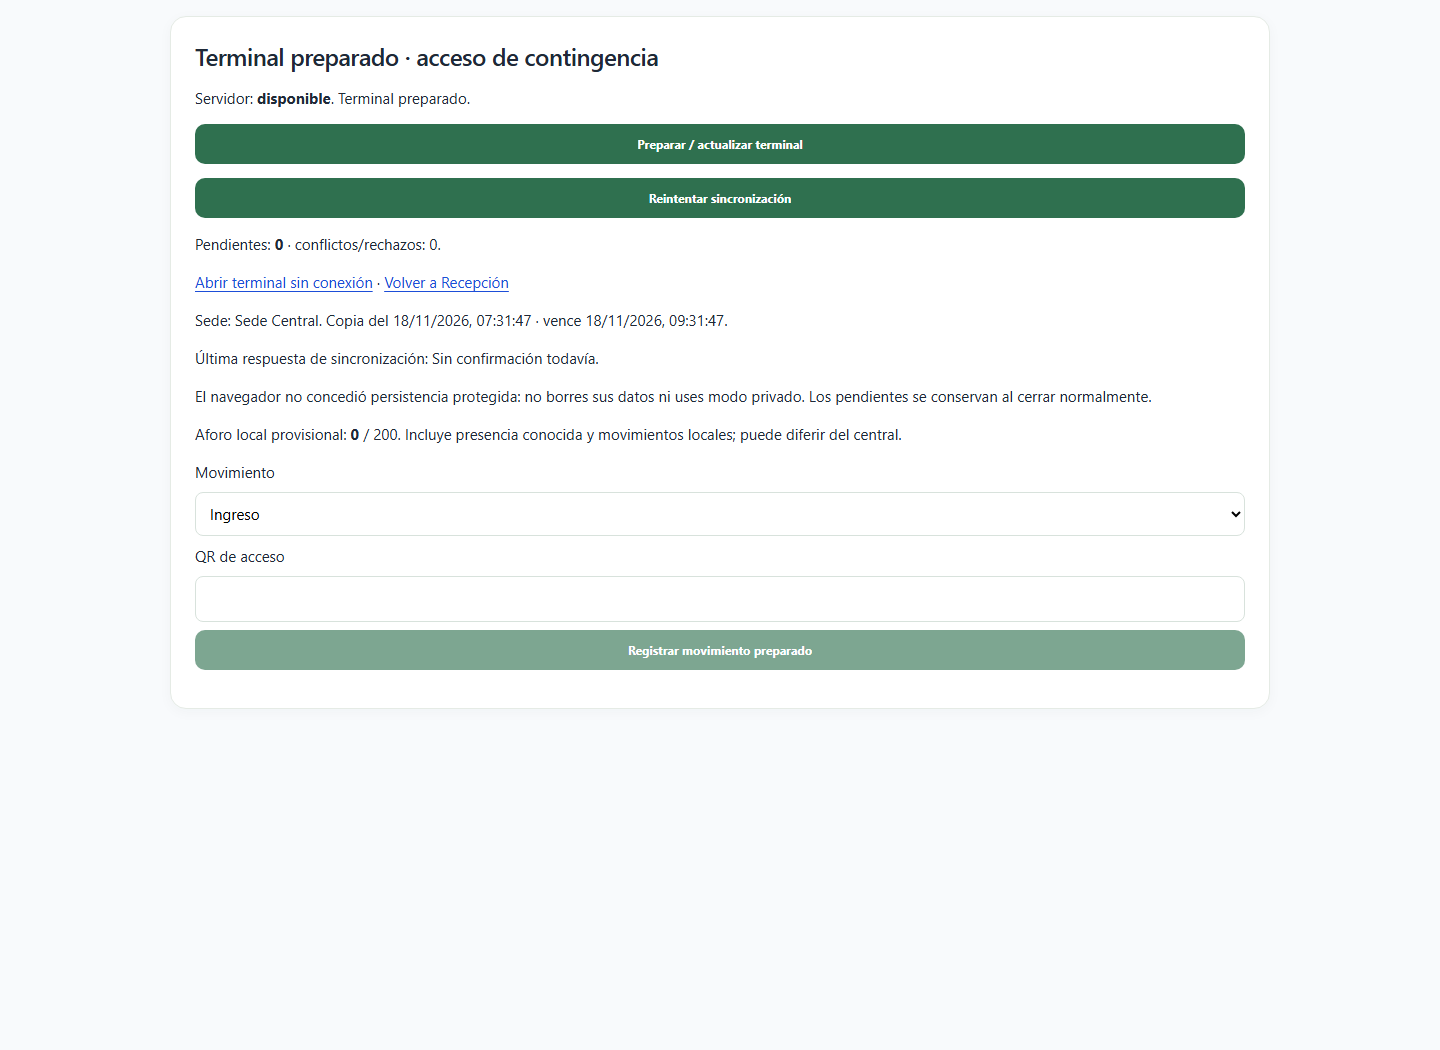 Terminal preparado · acceso de contingencia
Servidor: disponible. Terminal preparado.
Preparar / actualizar terminal
Reintentar sincronización
Pendientes: 0 · conflictos/rechazos: 0.
Abrir terminal sin conexión · Volver a Recepción
Sede: Sede Central. Copia del 18/11/2026, 07:31:47 · vence 18/11/2026, 09:31:47.
Última respuesta de sincronización: Sin confirmación todavía.
El navegador no concedió persistencia protegida: no borres sus datos ni uses modo privado. Los pendientes se conservan al cerrar normalmente.
Aforo local provisional: 0 / 200. Incluye presencia conocida y movimientos locales; puede diferir del central.
Movimiento
Ingreso
QR de acceso
Registrar movimiento preparado